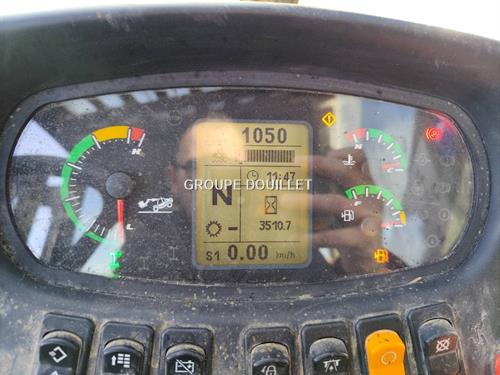 1050
H
11:47
GROUPE DOUILLET
N
3510.7
L
S1 0.00 km/h